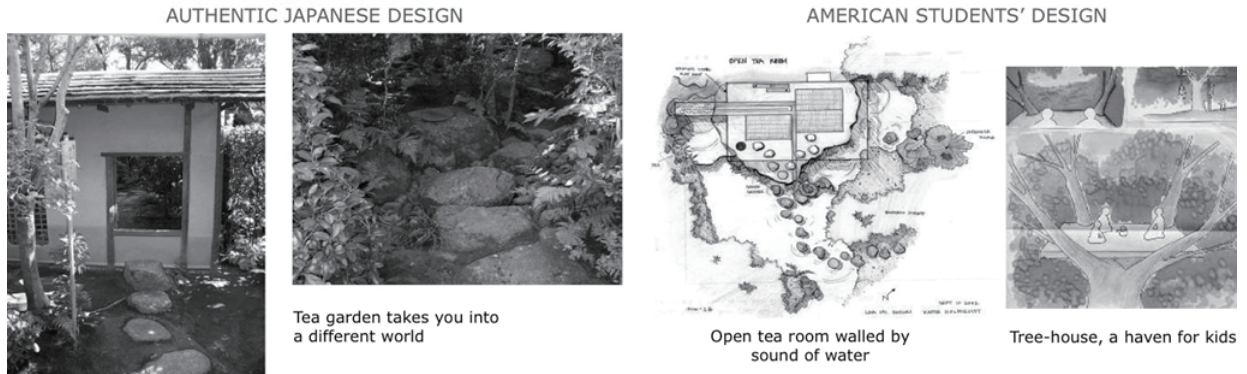 AUTHENTIC JAPANESE DESIGN
AMERICAN STUDENTS’ DESIGN
OPEN TEA ROOM
Tea garden takes you into
a different world
Open tea room walled by
sound of water
Tree-house, a haven for kids